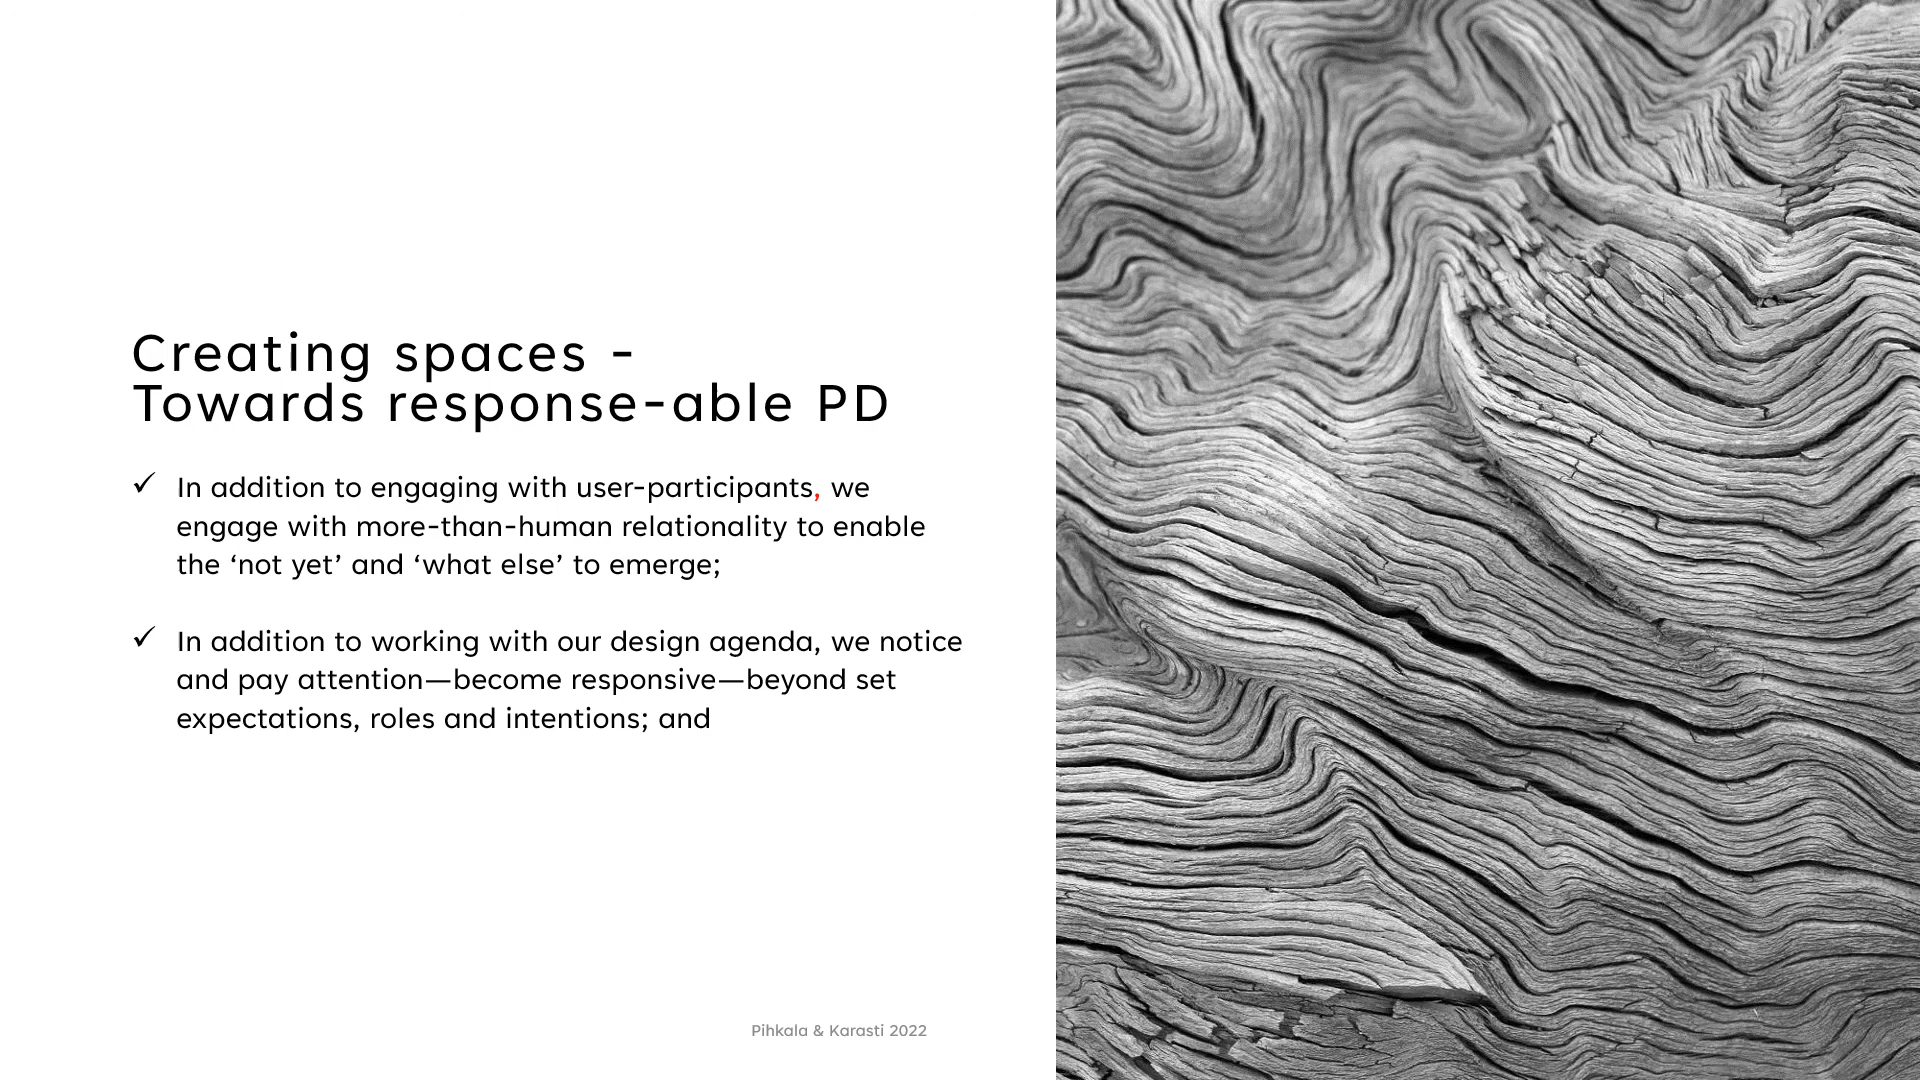 Creating spaces -
Towards response-able PD
✓ In addition to engaging with user-participants, we
engage with more-than-human relationality to enable
the ‘not yet’ and ‘what else’ to emerge;
✓ In addition to working with our design agenda, we notice
and pay attention—become responsive—beyond set
expectations, roles and intentions; and
Pihkala & Karasti 2022